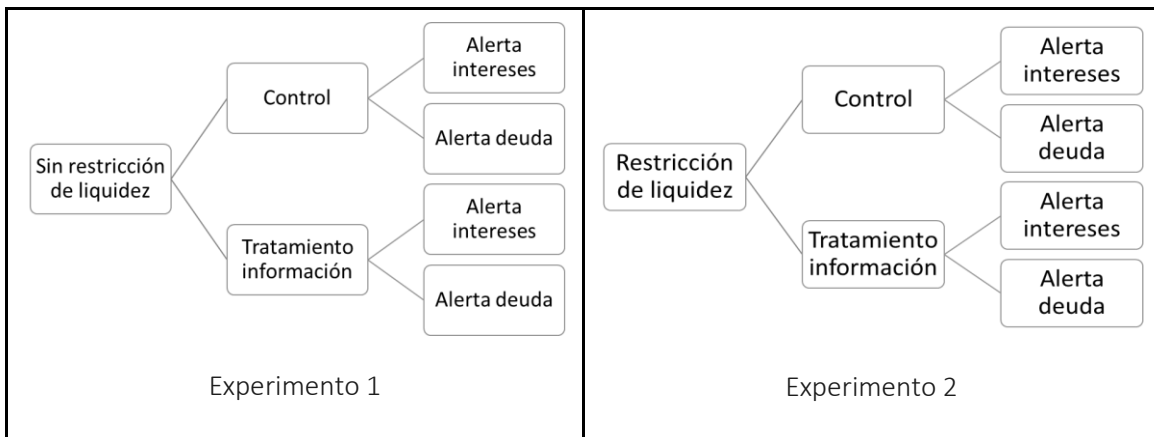 Sin restricción
de liquidez
Control
Alerta
intereses
Alerta deuda
Tratamiento
información
Alerta
intereses
Alerta deuda
Experimento 1
Restricción
de liquidez
Control
Alerta
intereses
Alerta
deuda
Tratamiento
información
Alerta
intereses
Alerta
deuda
Experimento 2